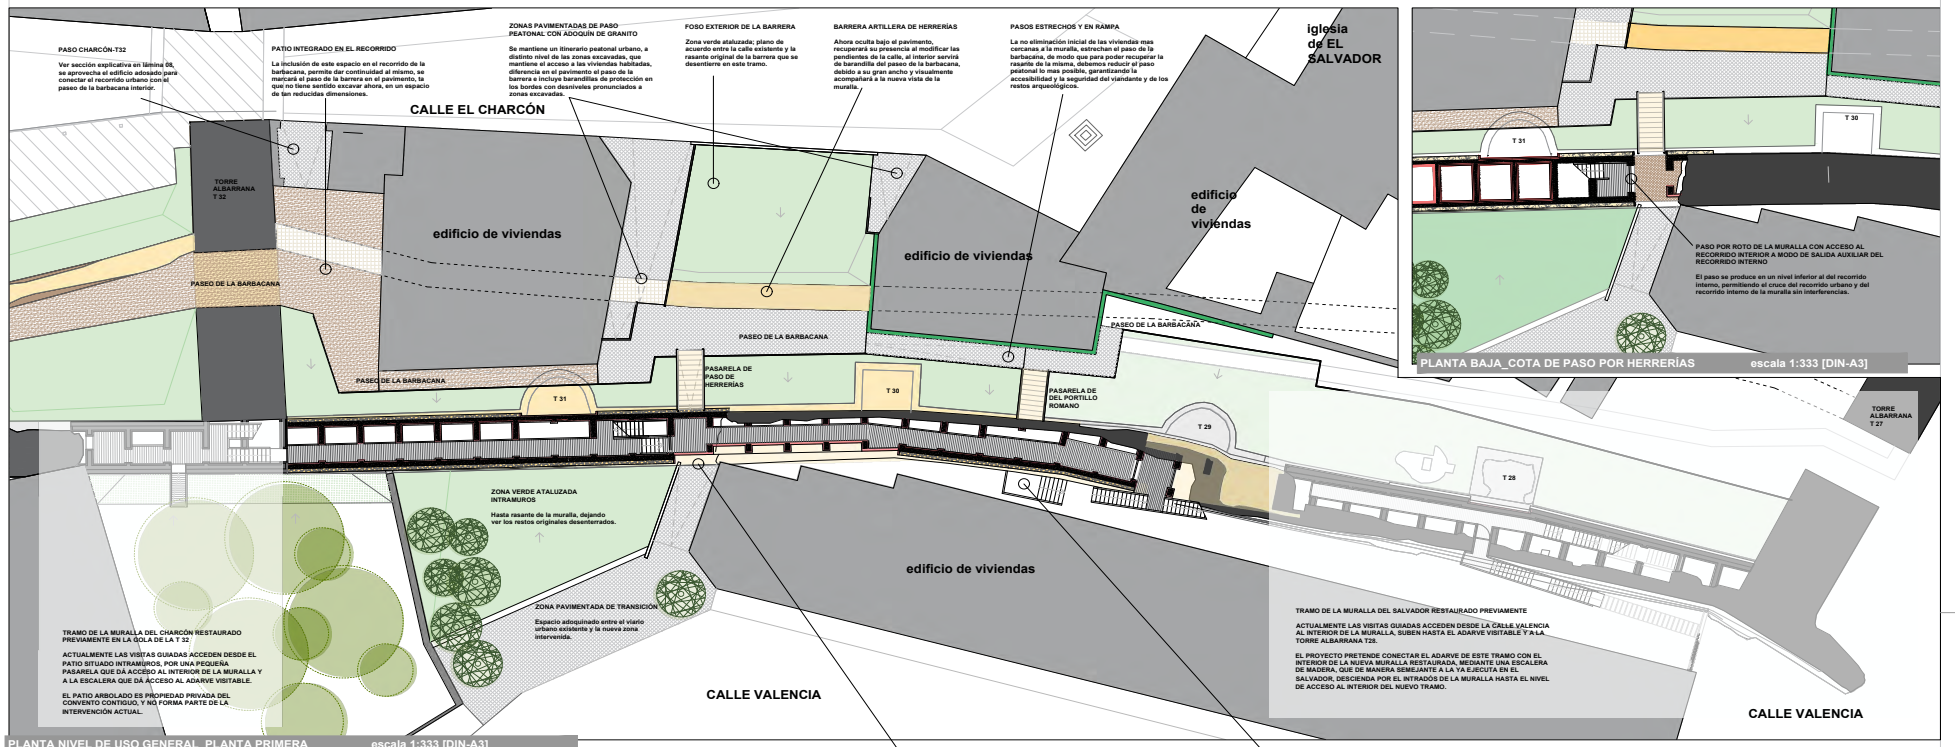 PASO CHARCÓN-T32
Ver sección explicativa en lámina 08,
se aprovecha el edificio adosado para
conectar el recorrido urbano con el
paseo de la barbacana interior.
PATIO INTEGRADO EN EL RECORRIDO
La inclusión de este espacio en el recorrido de la
barbacana, permite dar continuidad al mismo, se
marcará el paso de la barrera en el pavimento, ta
que no tiene sentido excavar ahora, en un espacio
de tan reducidas dimensiones.
ZONAS PAVIMENTADAS DE PASO
PEATONAL CON ADOQUÍN DE GRANITO
Se mantiene un itinerario peatonal urbano, a
distinto nivel de las zonas excavadas, que
mantiene el acceso a las viviendas habitadas,
diferencia en el pavimento el paso de la
barrera e incluye barandillas de protección en
los bordes con desniveles pronunciados a
zonas excavadas.
FOSO EXTERIOR DE LA BARRERA
Zona verde ataluzada; plano de
acuerdo entre la calle existente y la
rasante original de la barrera que se
desentierre en este tramo.
BARRERA ARTILLERA DE HERRERÍAS
Ahora oculta bajo el pavimento,
recuperará su presencia al modificar las
pendientes de la calle, al interior servirá
de barandilla del paseo de la barbacana,
debido a su gran ancho y visualmente
acompañará a la nueva vista de la
muralla.
PASOS ESTRECHOS Y EN RAMPA
La no eliminación inicial de las viviendas mas
cercanas a la muralla, estrechan el paso de la
barbacana, de modo que para poder recuperar la
rasante de la misma, debemos reducir el paso
peatonal lo mas posible, garantizando la
accesibilidad y la seguridad del viandante y de los
restos arqueológicos.
iglesia
de EL
SALVADOR
CALLE EL CHARCÓN
TORRE
ALBARRANA
T 32
edificio de viviendas
edificio de viviendas
edificio
de
viviendas
PASEO DE LA BARBACANA
PASEO DE LA BARBACANA
PASEO DE LA BARBACANA
PASEO DE LA BARBACANA
T 31
PASARELA DE
PASO DE
HERRERÍAS
T 30
PASARELA DE
DEL PORTILLO
ROMANO
T 29
T 28
TORRE
ALBARRANA
T 27
T 31
T 30
PASO POR ROTO DE LA MURALLA CON ACCESO AL
RECORRIDO INTERIOR A MODO DE SALIDA AUXILIAR DEL
RECORRIDO INTERNO
El paso se produce en un nivel inferior al del recorrido
interno, permitiendo el cruce del recorrido urbano y del
recorrido interno de la muralla sin interferencias.
PLANTA BAJA_COTA DE PASO POR HERRERÍAS escala 1:333 [DIN-A3]
ZONA VERDE ATALUZADA
INTRAMUROS
Hasta rasante de la muralla, dejando
ver los restos originales desenterrados.
ZONA PAVIMENTADA DE TRANSICIÓN
Espacio adoquinado entre el viario
urbano existente y la nueva zona
intervenida.
edificio de viviendas
TRAMO DE LA MURALLA DEL CHARCÓN RESTAURADO
PREVIAMENTE EN LA GOLA DE LA T 32
ACTUALMENTE LAS VISITAS GUIADAS ACCEDEN DESDE EL
PATIO SITUADO INTRAMUROS, POR UNA PEQUEÑA
PASARELA QUE DÁ ACCESO AL INTERIOR DE LA MURALLA Y
A LA ESCALERA QUE DÁ ACCESO AL ADARVE VISITABLE.
EL PATIO ARBOLADO ES PROPIEDAD PRIVADA DEL
CONVENTO CONTIGUO, Y NO FORMA PARTE DE LA
INTERVENCIÓN ACTUAL.
TRAMO DE LA MURALLA DEL SALVADOR RESTAURADO PREVIAMENTE
ACTUALMENTE LAS VISITAS GUIADAS ACCEDEN DESDE LA CALLE VALENCIA
AL INTERIOR DE LA MURALLA, SUBEN HASTA EL ADARVE VISITABLE Y A LA
TORRE ALBARRANA T28.
EL PROYECTO PRETENDE CONECTAR EL ADARVE DE ESTE TRAMO CON EL
INTERIOR DE LA NUEVA MURALLA RESTAURADA, MEDIANTE UNA ESCALERA
DE MADERA, QUE DE MANERA SEMEJANTE A LA YA EJECUTA EN EL
SALVADOR, DESCIENDA POR EL INTRADÓS DE LA MURALLA HASTA EL NIVEL
DE ACCESO AL INTERIOR DEL NUEVO TRAMO.
CALLE VALENCIA
CALLE VALENCIA
PLANTA NIVEL DE USO GENERAL_PLANTA PRIMERA escala 1:333 [DIN-A3]